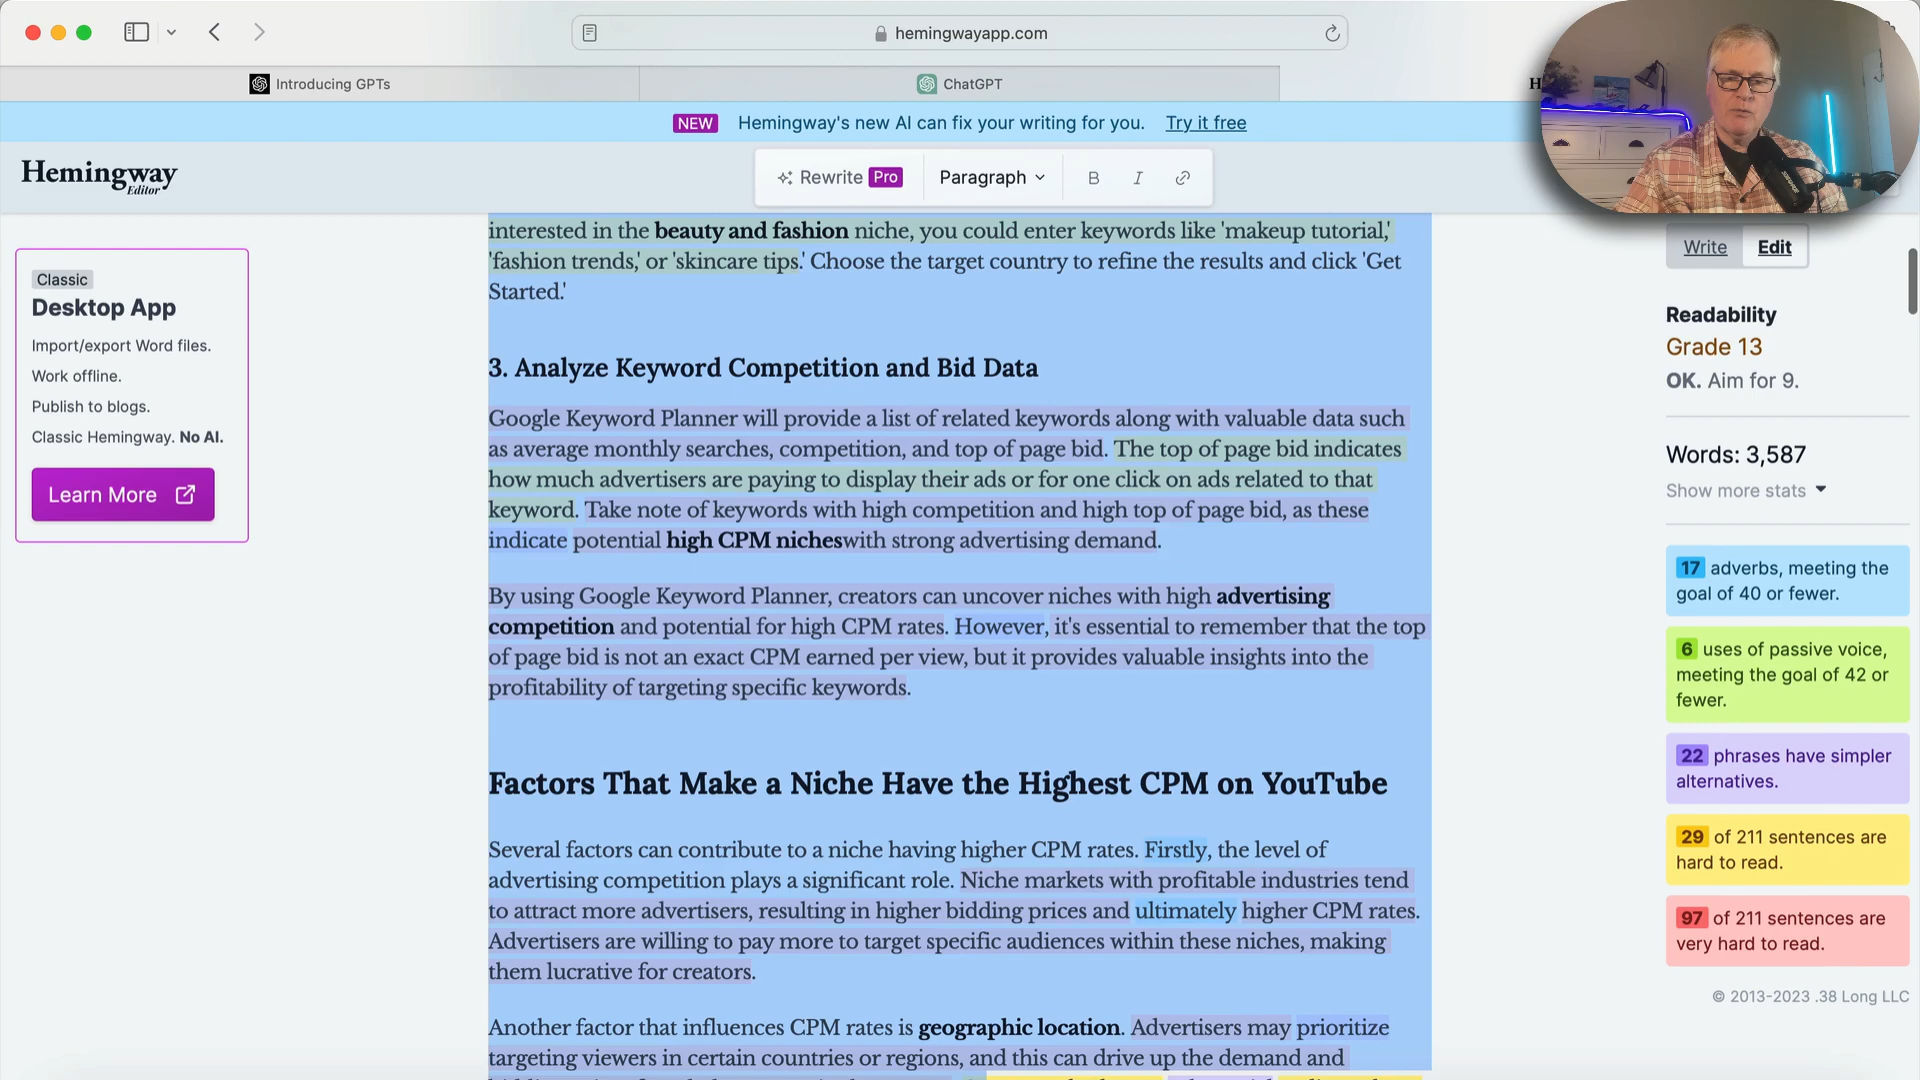 hemingwayapp.com
Introducing GPTs
ChatGPT
H
NEW Hemingway's new AI can fix your writing for you. Try it free
Hemingway
Editor
Rewrite Pro
Paragraph
B I
Classic
Desktop App
Import/export Word files.
Work offline.
Publish to blogs.
Classic Hemingway. No AI.
Learn More
interested in the beauty and fashion niche, you could enter keywords like 'makeup tutorial,'
'fashion trends,' or 'skincare tips.' Choose the target country to refine the results and click 'Get
Started.'
3. Analyze Keyword Competition and Bid Data
Google Keyword Planner will provide a list of related keywords along with valuable data such
as average monthly searches, competition, and top of page bid. The top of page bid indicates
how much advertisers are paying to display their ads or for one click on ads related to that
keyword. Take note of keywords with high competition and high top of page bid, as these
indicate potential high CPM nicheswith strong advertising demand.
By using Google Keyword Planner, creators can uncover niches with high advertising
competition and potential for high CPM rates. However, it's essential to remember that the top
of page bid is not an exact CPM earned per view, but it provides valuable insights into the
profitability of targeting specific keywords.
Factors That Make a Niche Have the Highest CPM on YouTube
Several factors can contribute to a niche having higher CPM rates. Firstly, the level of
advertising competition plays a significant role. Niche markets with profitable industries tend
to attract more advertisers, resulting in higher bidding prices and ultimately higher CPM rates.
Advertisers are willing to pay more to target specific audiences within these niches, making
them lucrative for creators.
Another factor that influences CPM rates is geographic location. Advertisers may prioritize
targeting viewers in certain countries or regions, and this can drive up the demand and
Write Edit
Readability
Grade 13
OK. Aim for 9.
Words: 3,587
Show more stats
17 adverbs, meeting the
goal of 40 or fewer.
6 uses of passive voice,
meeting the goal of 42 or
fewer.
22 phrases have simpler
alternatives.
29 of 211 sentences are
hard to read.
97 of 211 sentences are
very hard to read.
© 2013-2023 .38 Long LLC